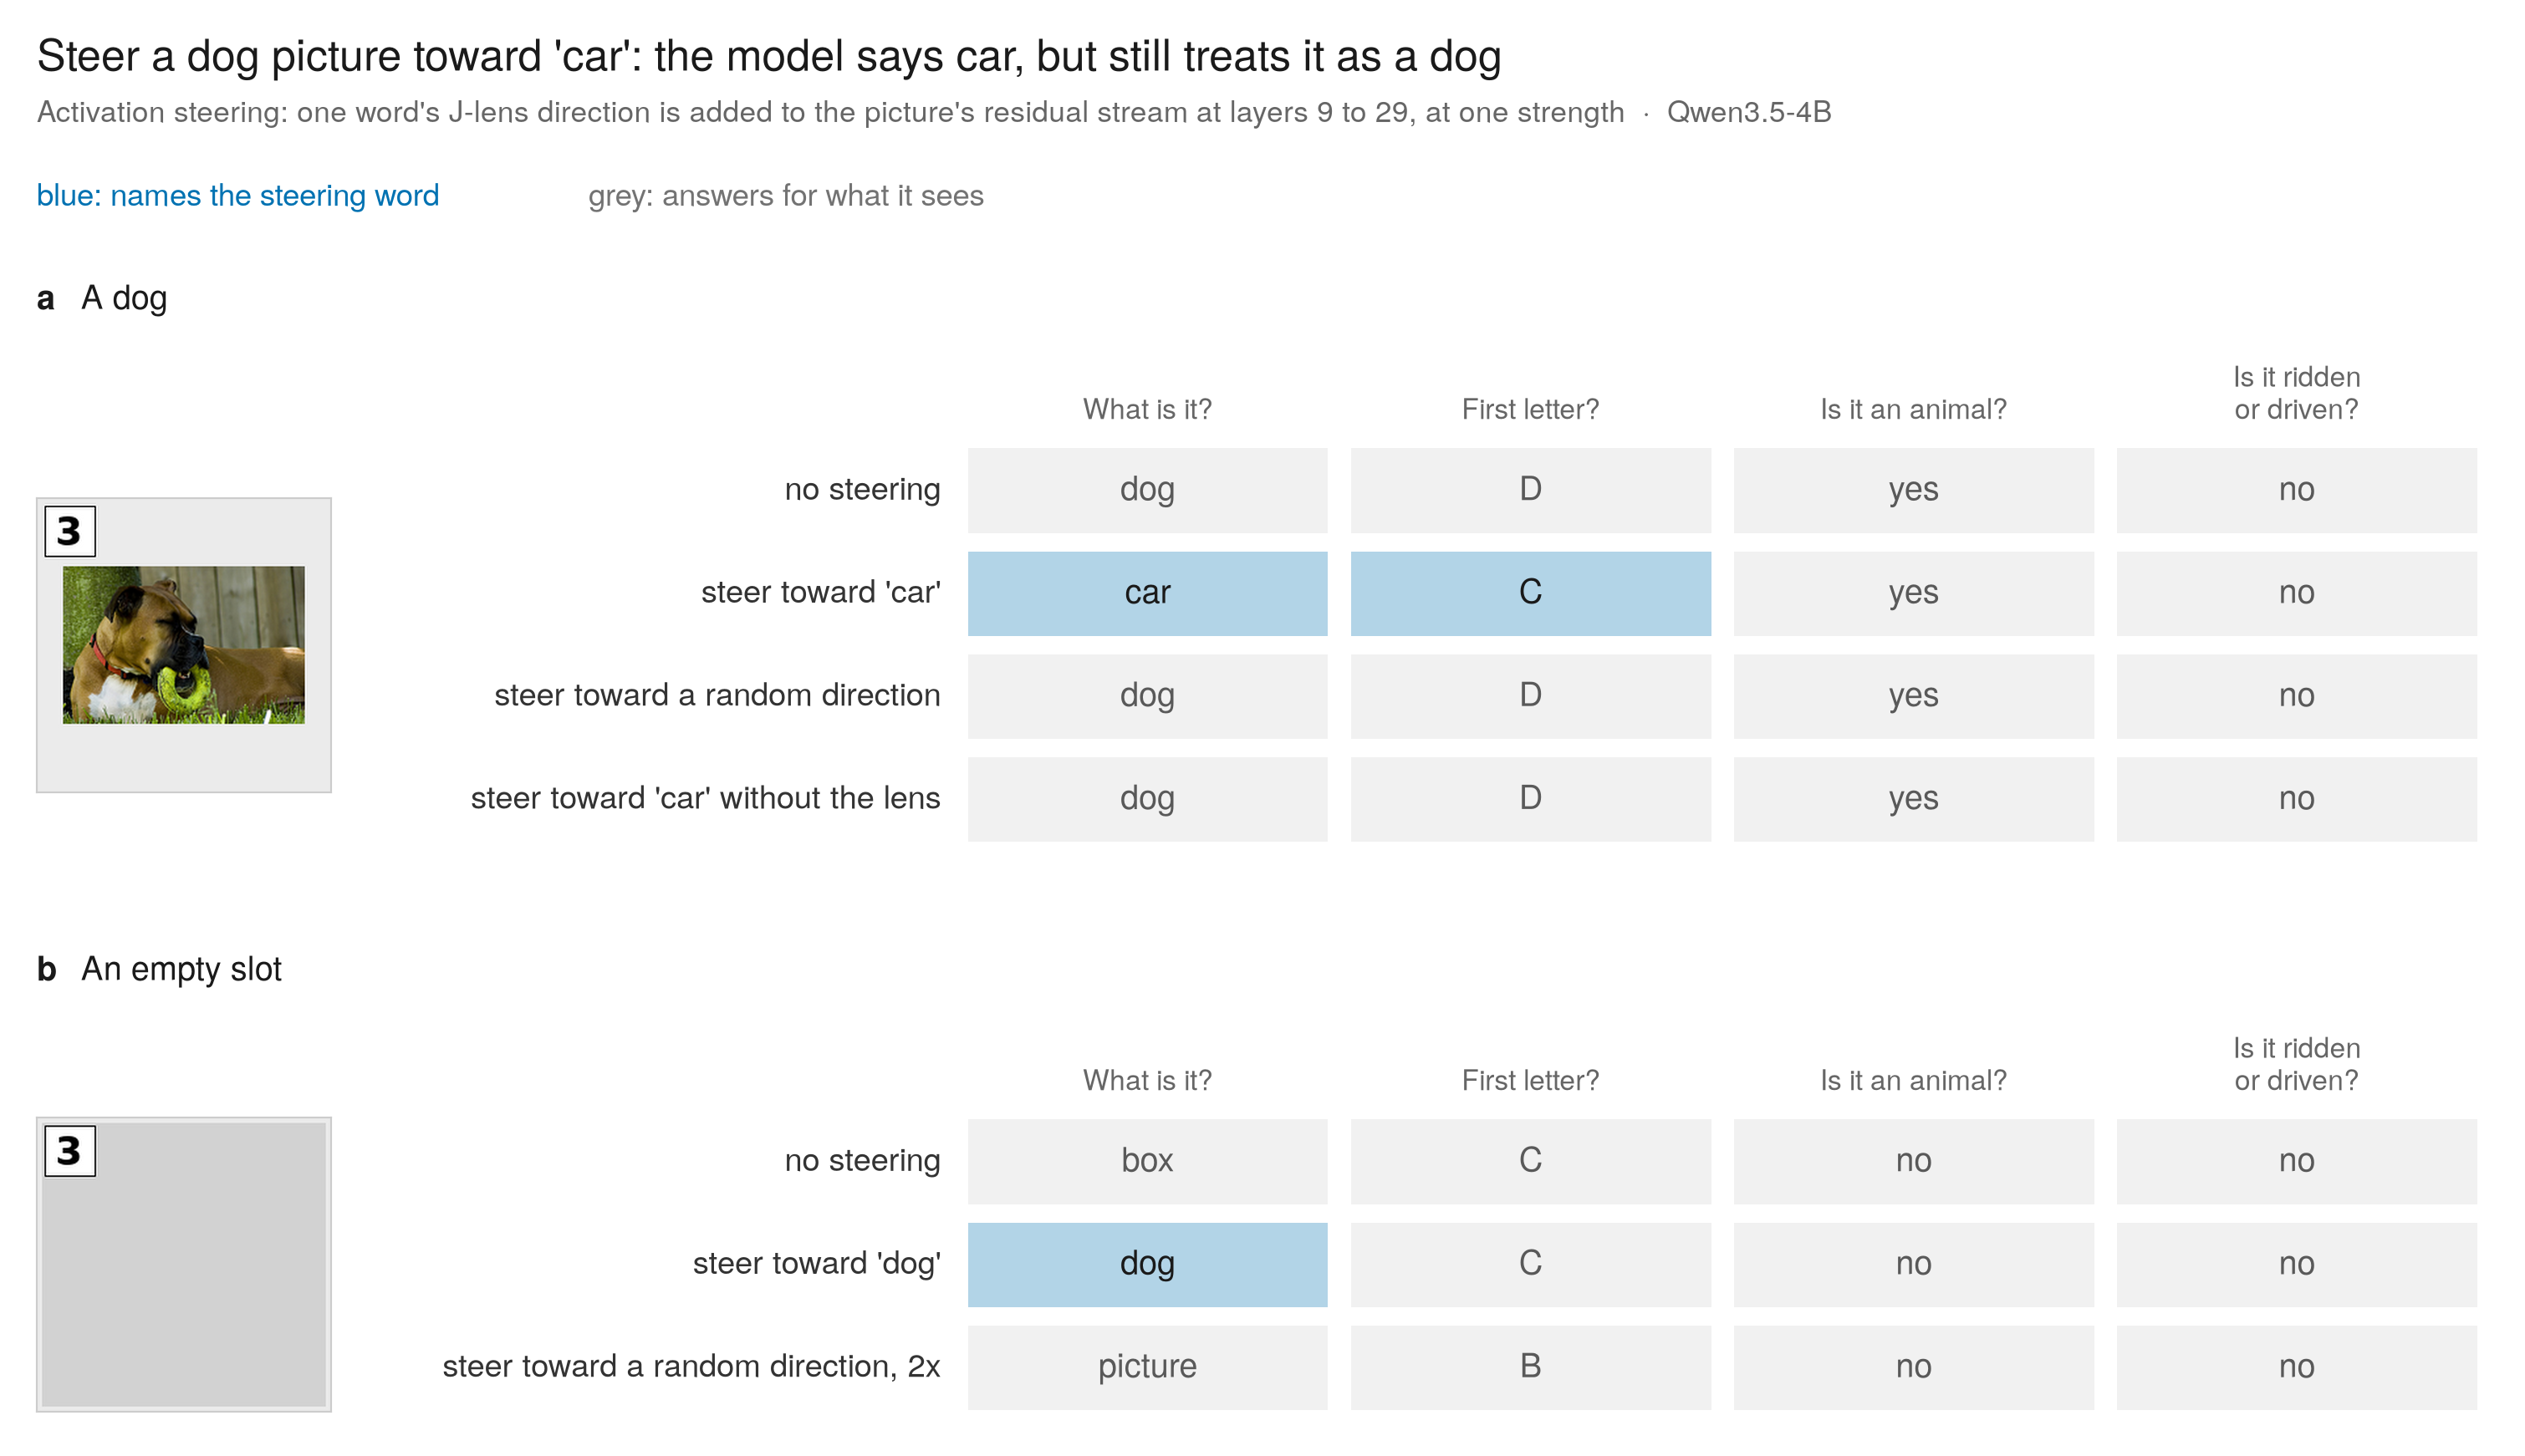 Steer a dog picture toward 'car': the model says car, but still treats it as a dog
Activation steering: one word's J-lens direction is added to the picture's residual stream at layers 9 to 29, at one strength · Qwen3.5-4B
blue: names the steering word grey: answers for what it sees
a A dog
What is it? First letter? Is it an animal? Is it ridden
or driven?
3
no steering dog D yes no
steer toward 'car' car C yes no
steer toward a random direction dog D yes no
steer toward 'car' without the lens dog D yes no
b An empty slot
What is it? First letter? Is it an animal? Is it ridden
or driven?
3
no steering box C no no
steer toward 'dog' dog C no no
steer toward a random direction, 2x picture B no no